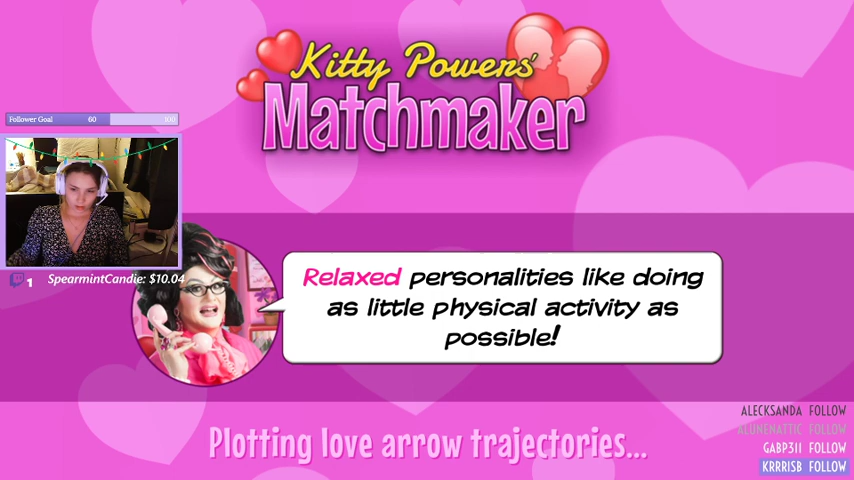 Kitty Powers'
Matchmaker
Follower Goal 60 100
1 SpearmintCandie: $10.04
Relaxed personalities like doing
as little physical activity as
possible!
Plotting love arrow trajectories...
ALECKSANDA FOLLOW
ALUNENATTIC FOLLOW
GABP311 FOLLOW
KRRRISB FOLLOW